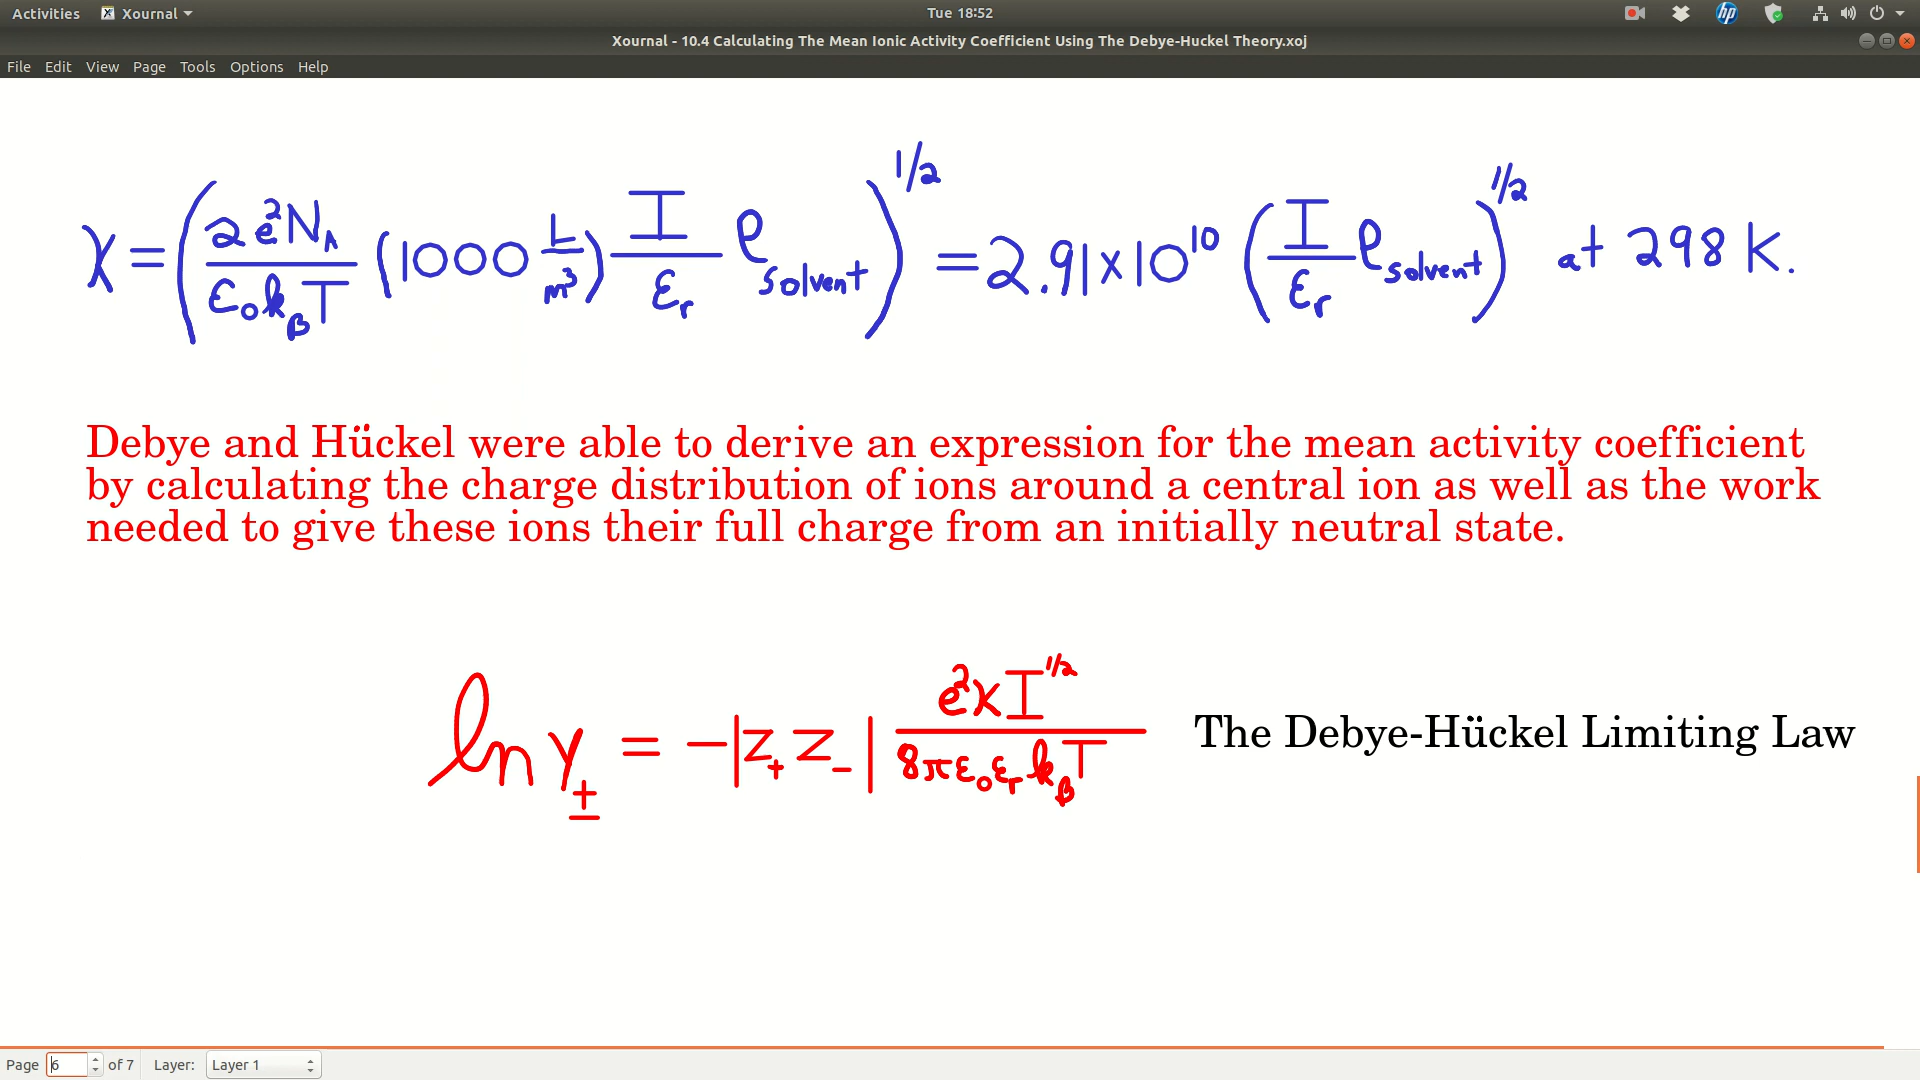 Activities Xournal Tue 18:52
Xournal - 10.4 Calculating The Mean Ionic Activity Coefficient Using The Debye-Huckel Theory.xoj
File Edit View Page Tools Options Help
ϰ = (2e²N_A / ε₀k_BT (1000 L/m³) I/ε_r ρ_solvent)^1/2 = 2.91×10¹⁰ (I/ε_r ρ_solvent)^1/2 at 298 K.
Debye and Hückel were able to derive an expression for the mean activity coefficient
by calculating the charge distribution of ions around a central ion as well as the work
needed to give these ions their full charge from an initially neutral state.
ln γ± = -|z₊z₋| e²ϰI^1/2 / 8πε₀ε_rk_BT The Debye-Hückel Limiting Law
Page 6 of 7 Layer: Layer 1